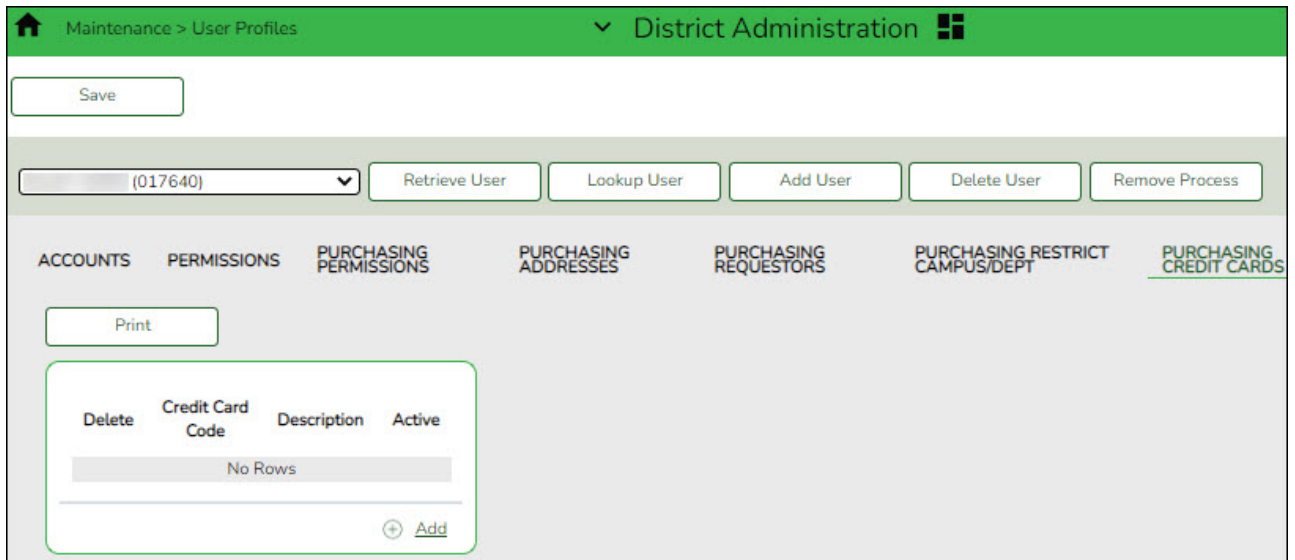 Maintenance > User Profiles
District Administration
Save
(017640)
Retrieve User
Lookup User
Add User
Delete User
Remove Process
ACCOUNTS
PERMISSIONS
PURCHASING
PERMISSIONS
PURCHASING
ADDRESSES
PURCHASING
REQUESTORS
PURCHASING RESTRICT
CAMPUS/DEPT
PURCHASING
CREDIT CARDS
Print
Delete
Credit Card
Code
Description
Active
No Rows
Add